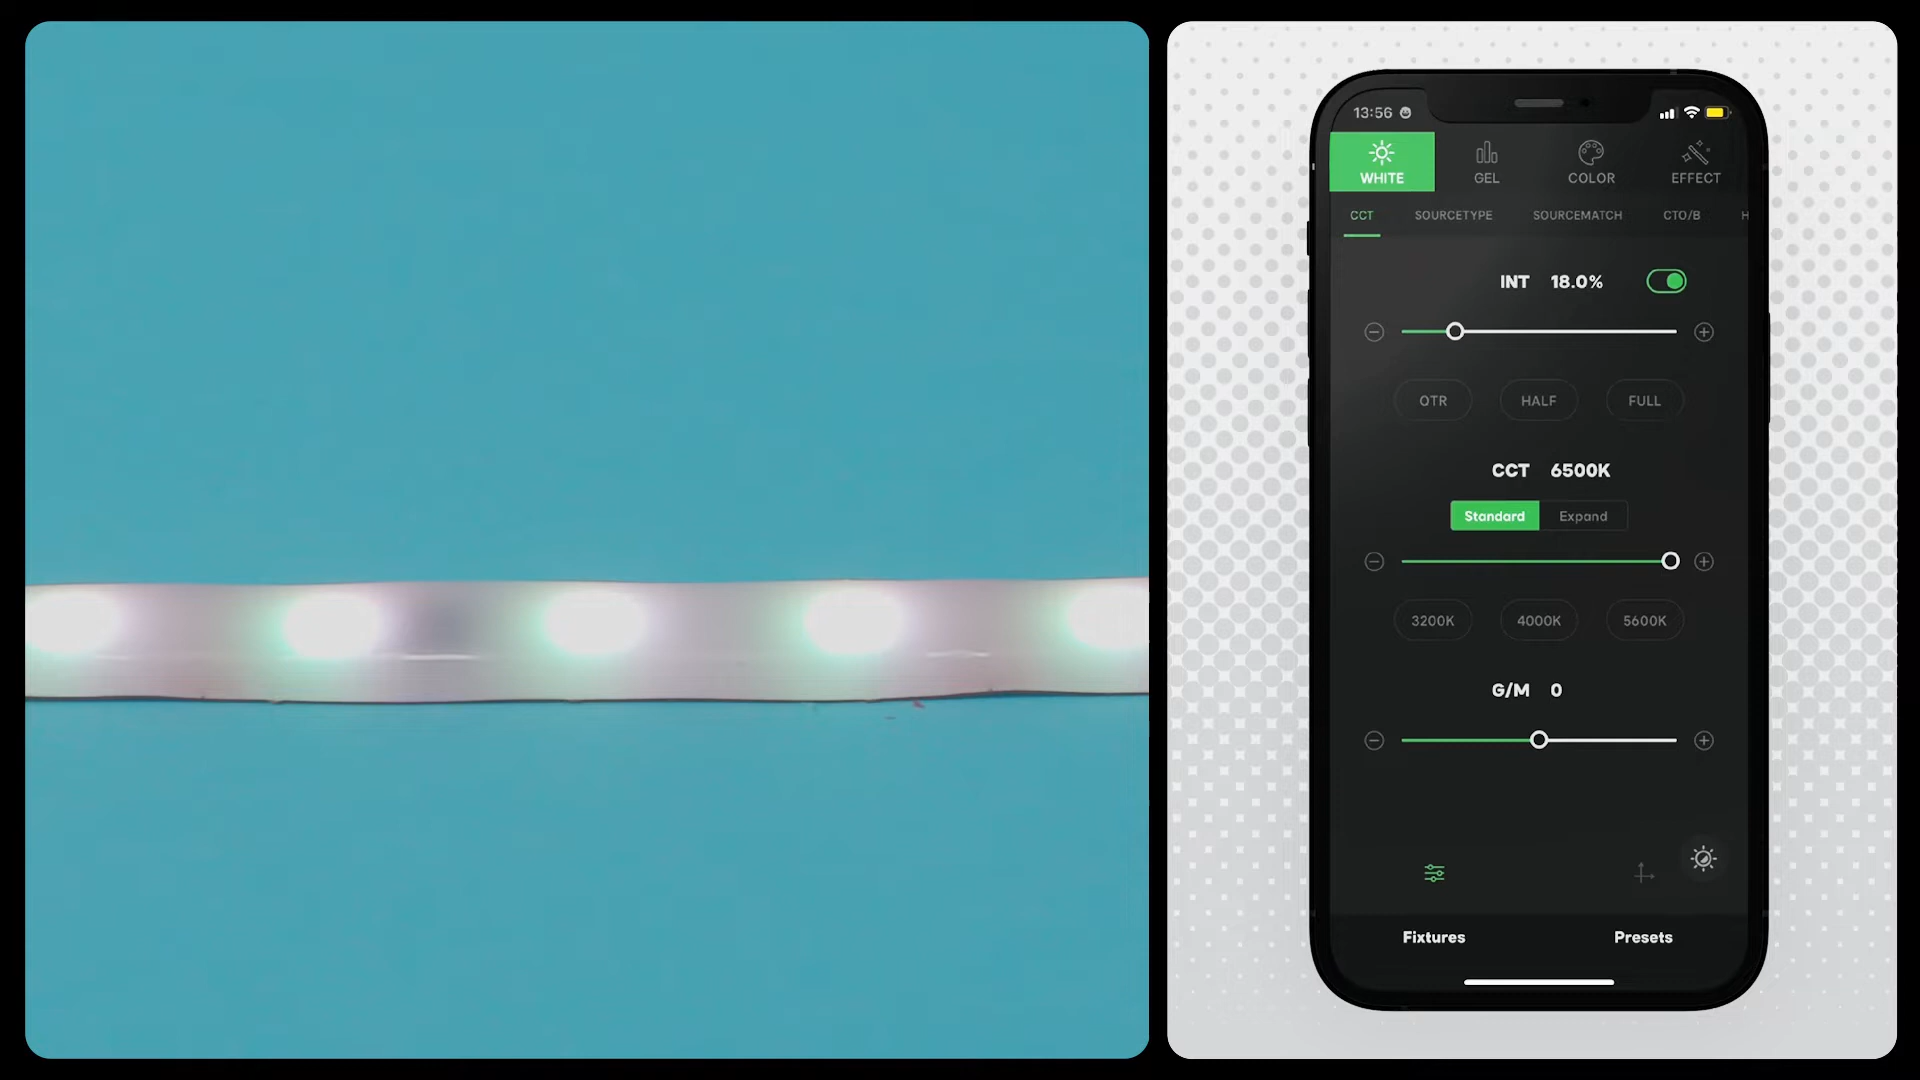 13:56
WHITE GEL COLOR EFFECT
CCT SOURCETYPE SOURCEMATCH CTO/B H
INT 18.0%
QTR HALF FULL
CCT 6500K
Standard Expand
3200K 4000K 5600K
G/M 0
Fixtures Presets